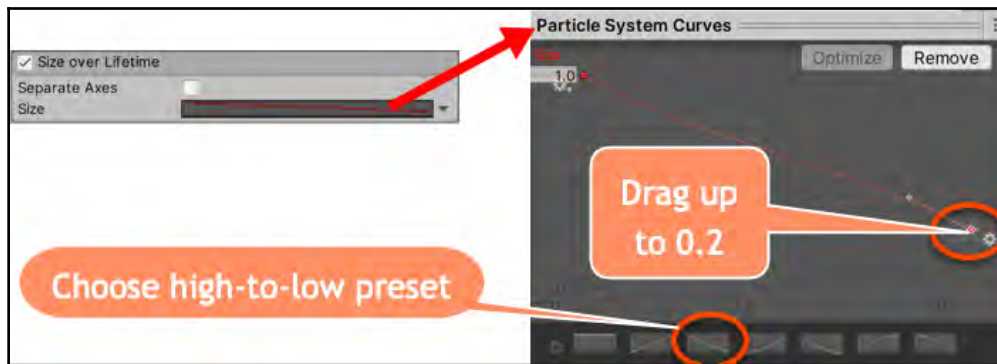 Particle System Curves
Size over Lifetime
Separate Axes
Size
Size
1.0
Optimize
Remove
Drag up
to 0.2
Choose high-to-low preset